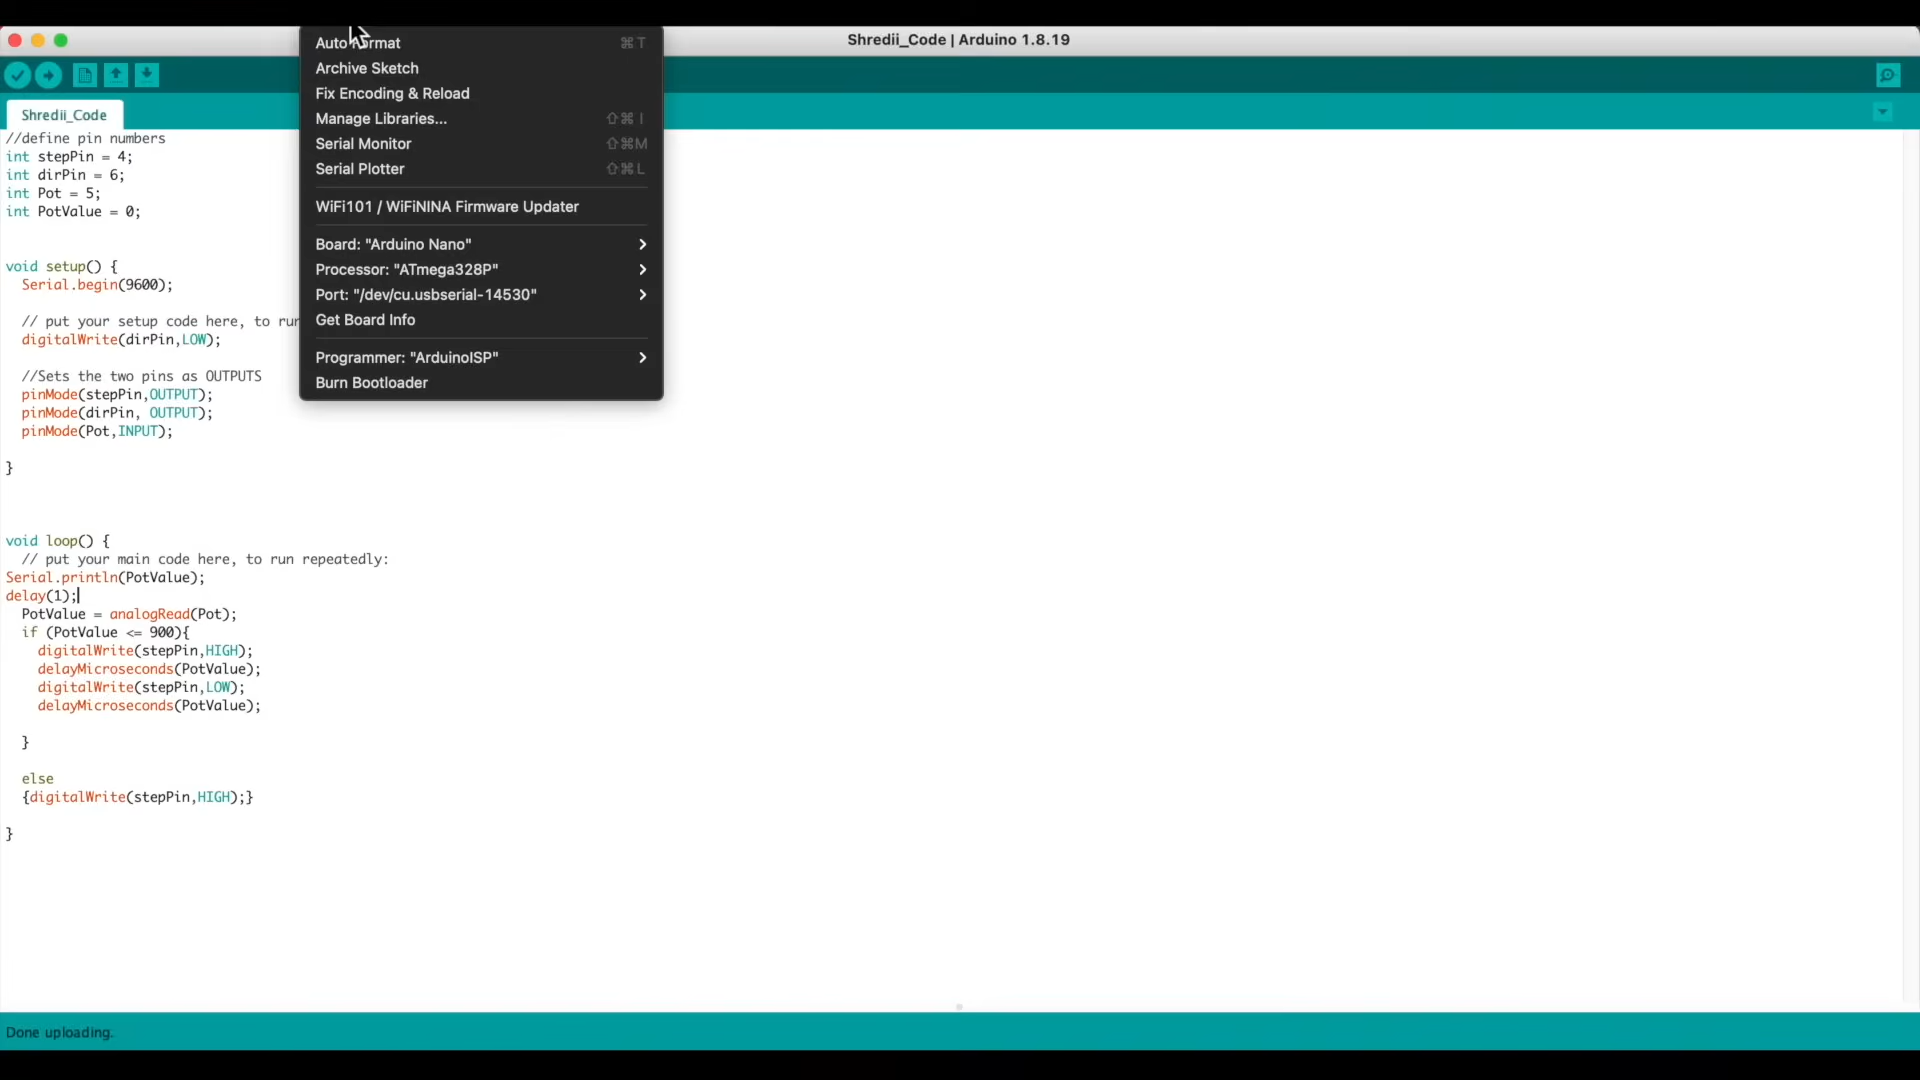 Shredii_Code | Arduino 1.8.19
Auto Format ⌘T
Archive Sketch
Fix Encoding & Reload
Manage Libraries... ⇧⌘I
Serial Monitor ⇧⌘M
Serial Plotter ⇧⌘L
WiFi101 / WiFiNINA Firmware Updater
Board: "Arduino Nano"
Processor: "ATmega328P"
Port: "/dev/cu.usbserial-14530"
Get Board Info
Programmer: "ArduinoISP"
Burn Bootloader
Shredii_Code
//define pin numbers
int stepPin = 4;
int dirPin = 6;
int Pot = 5;
int PotValue = 0;
void setup() {
Serial.begin(9600);
// put your setup code here, to run
digitalWrite(dirPin,LOW);
//Sets the two pins as OUTPUTS
pinMode(stepPin,OUTPUT);
pinMode(dirPin, OUTPUT);
pinMode(Pot,INPUT);
}
void loop() {
// put your main code here, to run repeatedly:
Serial.println(PotValue);
delay(1);
PotValue = analogRead(Pot);
if (PotValue <= 900){
digitalWrite(stepPin,HIGH);
delayMicroseconds(PotValue);
digitalWrite(stepPin,LOW);
delayMicroseconds(PotValue);
}
else
{digitalWrite(stepPin,HIGH);}
}
Done uploading.